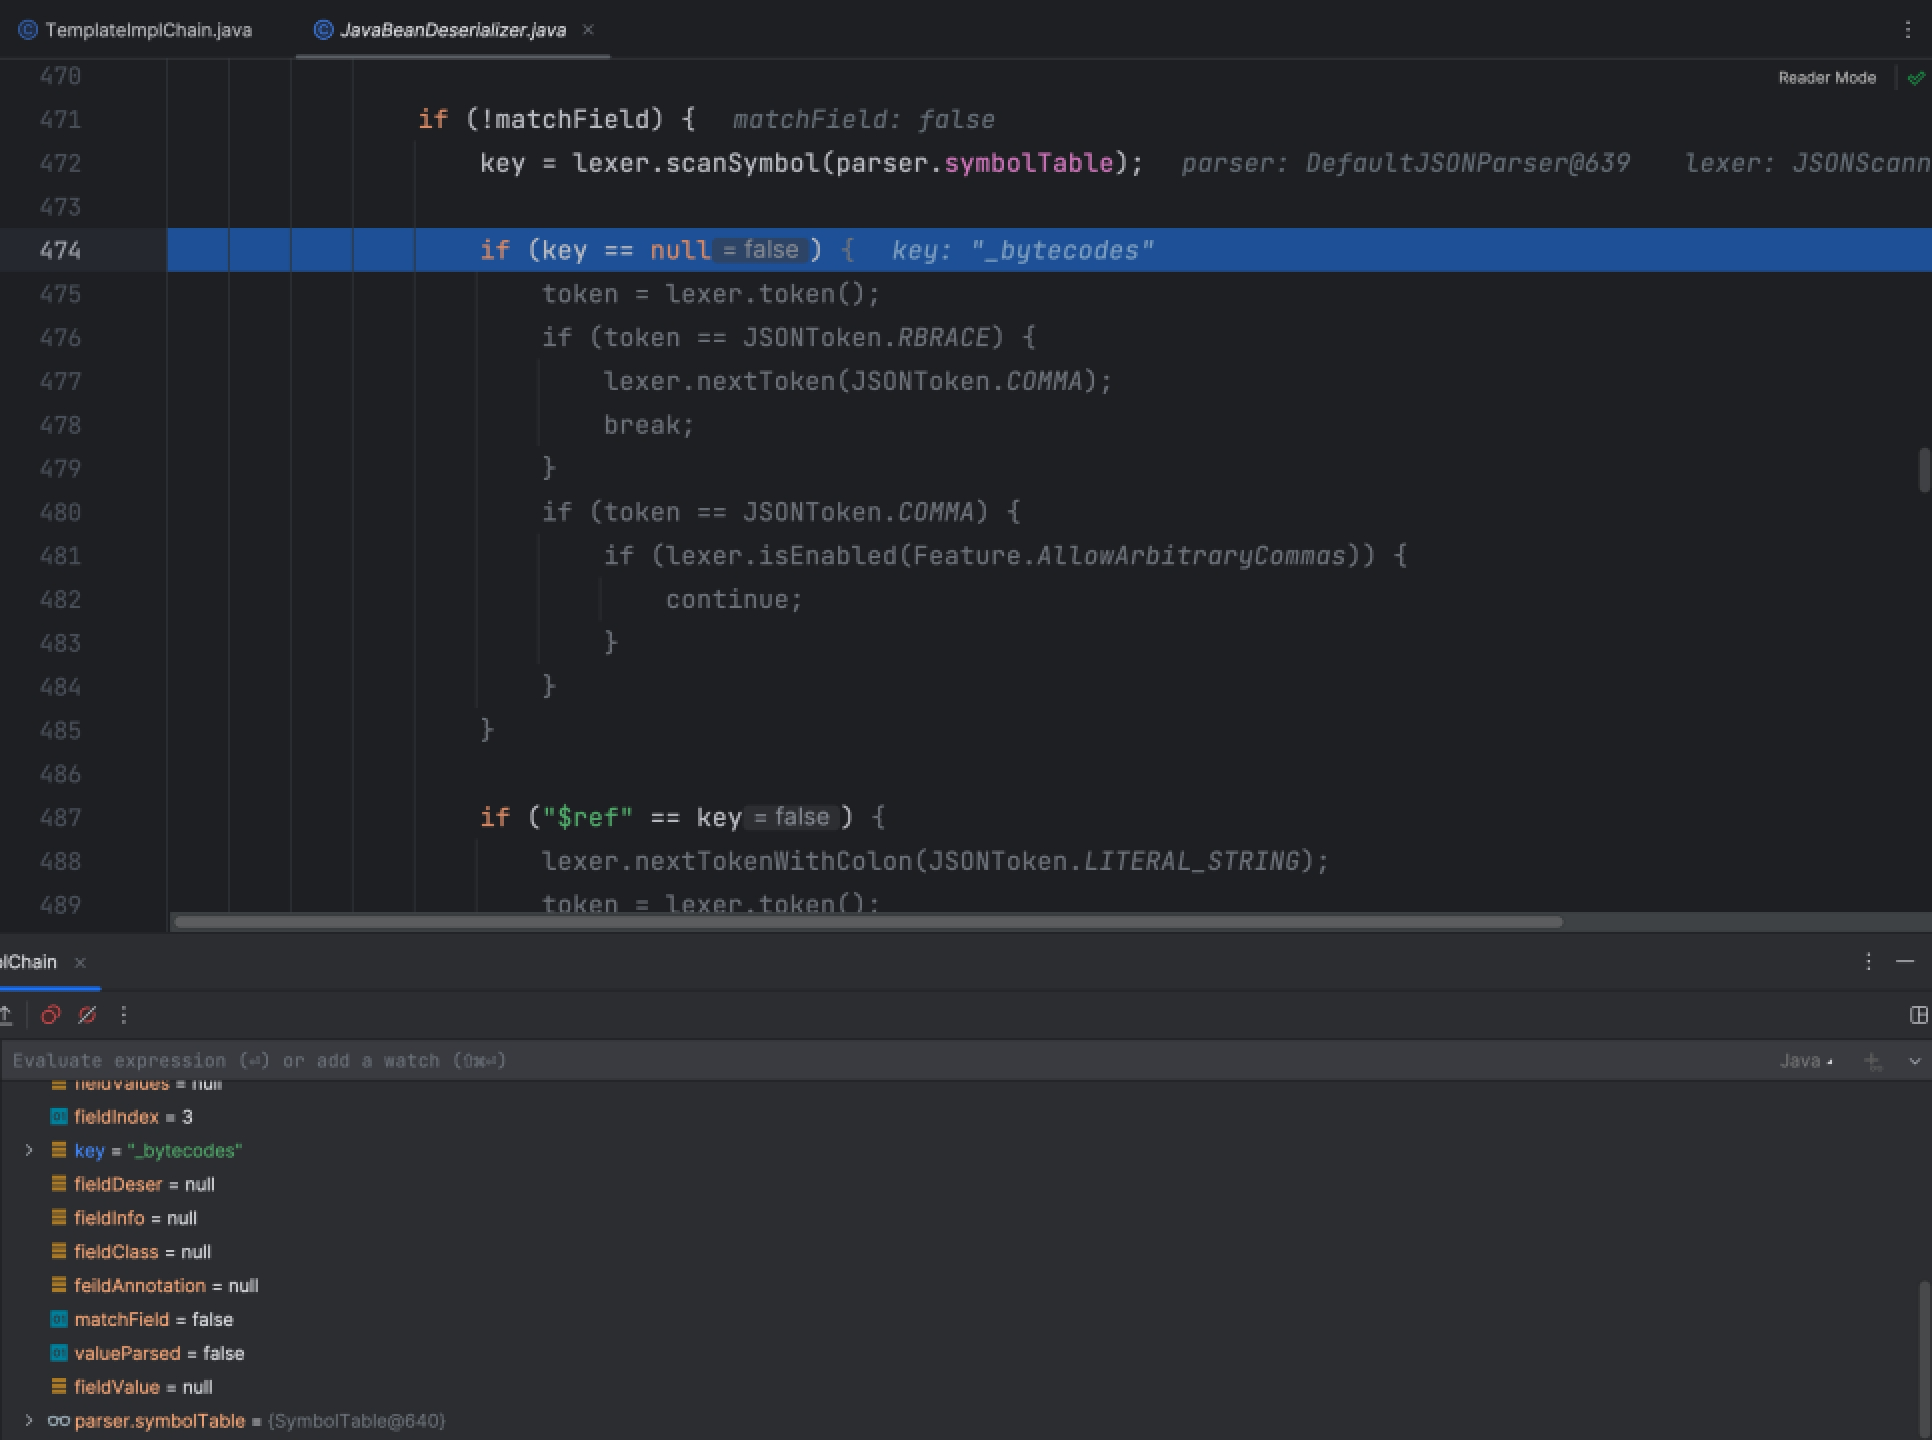 TemplateImplChain.java JavaBeanDeserializer.java
Reader Mode
470
471 if (!matchField) { matchField: false
472 key = lexer.scanSymbol(parser.symbolTable); parser: DefaultJSONParser@639 lexer: JSONScann
473
474 if (key == null = false ) { key: "_bytecodes"
475 token = lexer.token();
476 if (token == JSONToken.RBRACE) {
477 lexer.nextToken(JSONToken.COMMA);
478 break;
479 }
480 if (token == JSONToken.COMMA) {
481 if (lexer.isEnabled(Feature.AllowArbitraryCommas)) {
482 continue;
483 }
484 }
485 }
486
487 if ("$ref" == key = false ) {
488 lexer.nextTokenWithColon(JSONToken.LITERAL_STRING);
489 token = lexer.token();
lChain
Evaluate expression (⏎) or add a watch (⇧⌘⏎) Java
fieldValues = null
fieldIndex = 3
key = "_bytecodes"
fieldDeser = null
fieldInfo = null
fieldClass = null
feildAnnotation = null
matchField = false
valueParsed = false
fieldValue = null
parser.symbolTable = {SymbolTable@640}